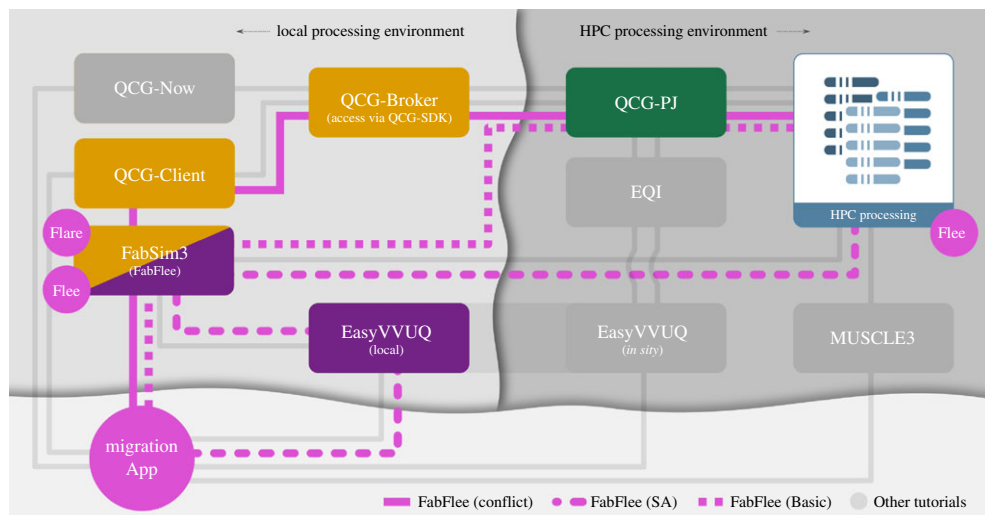 local processing environment
HPC processing environment
QCG-Now
QCG-Broker
(access via QCG-SDK)
QCG-PJ
QCG-Client
EQI
HPC processing
Flare
Flee
FabSim3
(FabFlee)
Flee
EasyVVUQ
(local)
EasyVVUQ
(in sity)
MUSCLE3
migration
App
FabFlee (conflict)
FabFlee (SA)
FabFlee (Basic)
Other tutorials